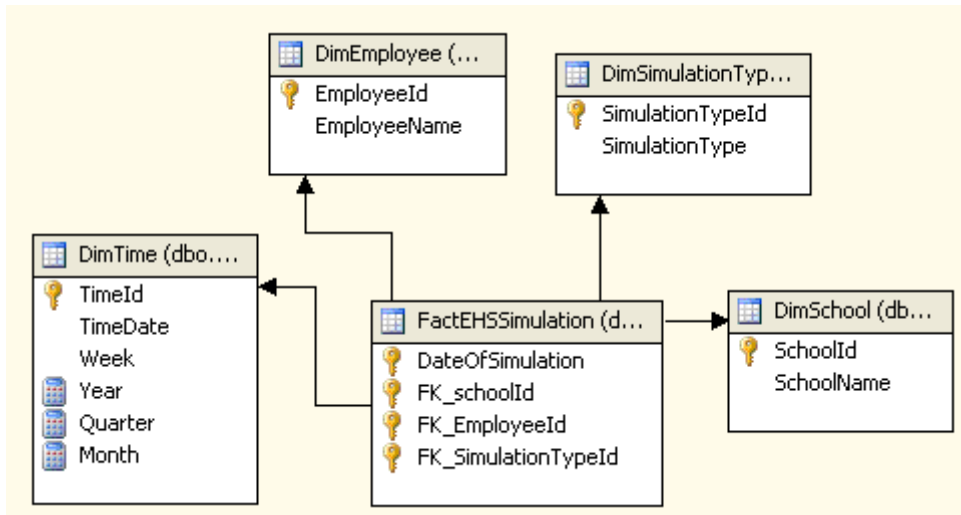 DimEmployee (...
EmployeeId
EmployeeName
DimSimulationTyp...
SimulationTypeId
SimulationType
DimTime (dbo....
TimeId
TimeDate
Week
Year
Quarter
Month
FactEHSSimulation (d...
DateOfSimulation
FK_schoolId
FK_EmployeeId
FK_SimulationTypeId
DimSchool (db...
SchoolId
SchoolName